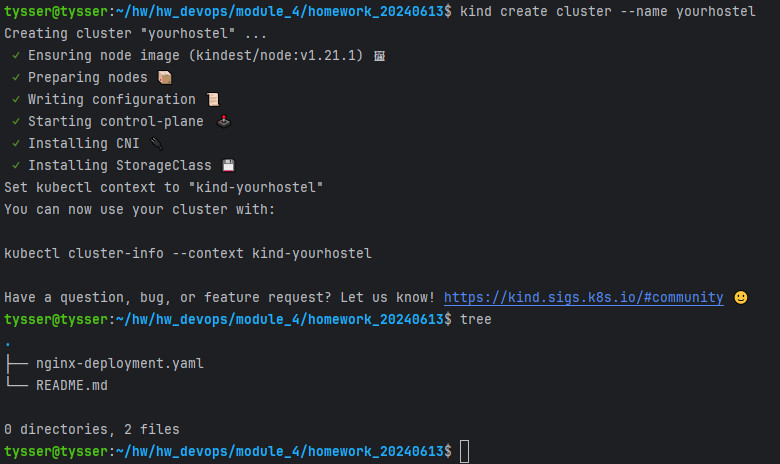 tysser@tysser:~/hw/hw_devops/module_4/homework_20240613$ kind create cluster --name yourhostel
Creating cluster "yourhostel" ...
✓ Ensuring node image (kindest/node:v1.21.1) 🖼
✓ Preparing nodes 📦
✓ Writing configuration 📜
✓ Starting control-plane 🕹️
✓ Installing CNI 🔌
✓ Installing StorageClass 💾
Set kubectl context to "kind-yourhostel"
You can now use your cluster with:
kubectl cluster-info --context kind-yourhostel
Have a question, bug, or feature request? Let us know! https://kind.sigs.k8s.io/#community 🙂
tysser@tysser:~/hw/hw_devops/module_4/homework_20240613$ tree
.
├── nginx-deployment.yaml
└── README.md
0 directories, 2 files
tysser@tysser:~/hw/hw_devops/module_4/homework_20240613$